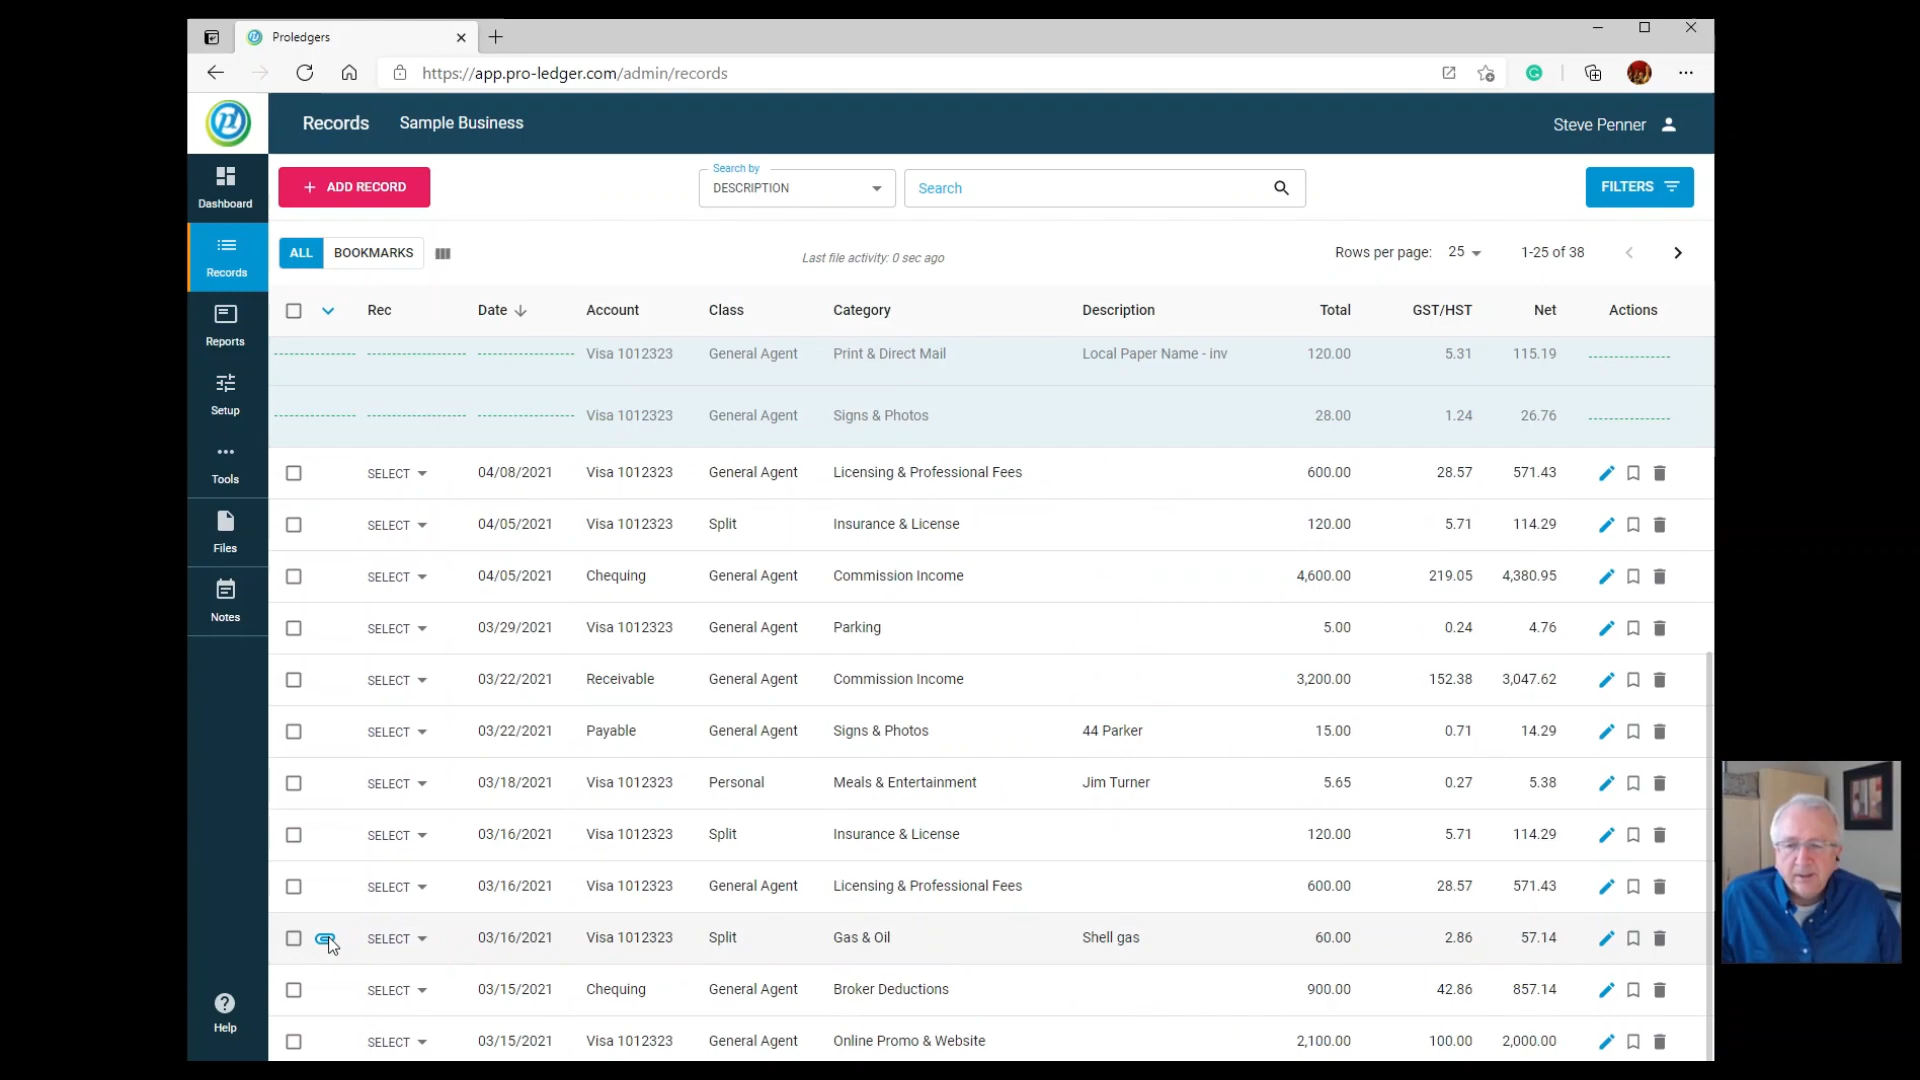 Proledgers
https://app.pro-ledger.com/admin/records
Records Sample Business Steve Penner
Dashboard
Records
Reports
Setup
Tools
Files
Notes
Help
+ ADD RECORD
Search by
DESCRIPTION
Search
FILTERS
ALL BOOKMARKS
Last file activity: 0 sec ago
Rows per page: 25 1-25 of 38
Rec Date Account Class Category Description Total GST/HST Net Actions
Visa 1012323 General Agent Print & Direct Mail Local Paper Name - inv 120.00 5.31 115.19
Visa 1012323 General Agent Signs & Photos 28.00 1.24 26.76
SELECT 04/08/2021 Visa 1012323 General Agent Licensing & Professional Fees 600.00 28.57 571.43
SELECT 04/05/2021 Visa 1012323 Split Insurance & License 120.00 5.71 114.29
SELECT 04/05/2021 Chequing General Agent Commission Income 4,600.00 219.05 4,380.95
SELECT 03/29/2021 Visa 1012323 General Agent Parking 5.00 0.24 4.76
SELECT 03/22/2021 Receivable General Agent Commission Income 3,200.00 152.38 3,047.62
SELECT 03/22/2021 Payable General Agent Signs & Photos 44 Parker 15.00 0.71 14.29
SELECT 03/18/2021 Visa 1012323 Personal Meals & Entertainment Jim Turner 5.65 0.27 5.38
SELECT 03/16/2021 Visa 1012323 Split Insurance & License 120.00 5.71 114.29
SELECT 03/16/2021 Visa 1012323 General Agent Licensing & Professional Fees 600.00 28.57 571.43
SELECT 03/16/2021 Visa 1012323 Split Gas & Oil Shell gas 60.00 2.86 57.14
SELECT 03/15/2021 Chequing General Agent Broker Deductions 900.00 42.86 857.14
SELECT 03/15/2021 Visa 1012323 General Agent Online Promo & Website 2,100.00 100.00 2,000.00